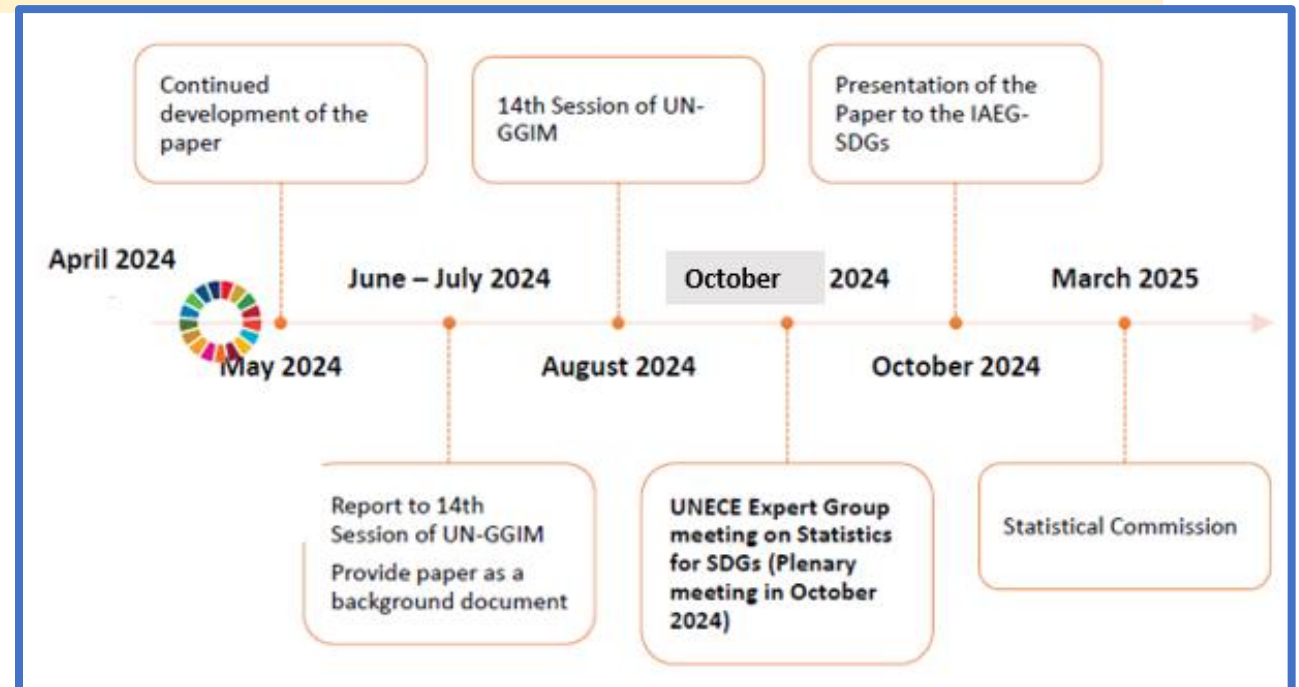 Continued
development of the
paper
14th Session of UN-
GGIM
Presentation of the
Paper to the IAEG-
SDGs
April 2024
June – July 2024
October 2024
March 2025
May 2024
August 2024
October 2024
Report to 14th
Session of UN-GGIM
Provide paper as a
background document
UNECE Expert Group
meeting on Statistics
for SDGs (Plenary
meeting in October
2024)
Statistical Commission